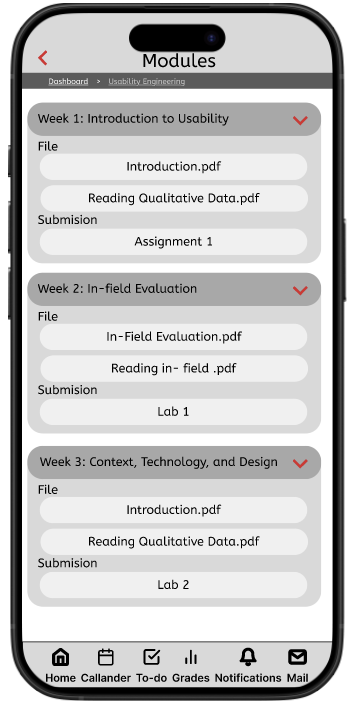 Modules
Dashboard > Usability Engineering
Week 1: Introduction to Usability
File
Introduction.pdf
Reading Qualitative Data.pdf
Submision
Assignment 1
Week 2: In-field Evaluation
File
In-Field Evaluation.pdf
Reading in- field .pdf
Submision
Lab 1
Week 3: Context, Technology, and Design
File
Introduction.pdf
Reading Qualitative Data.pdf
Submision
Lab 2
Home Callander To-do Grades Notifications Mail